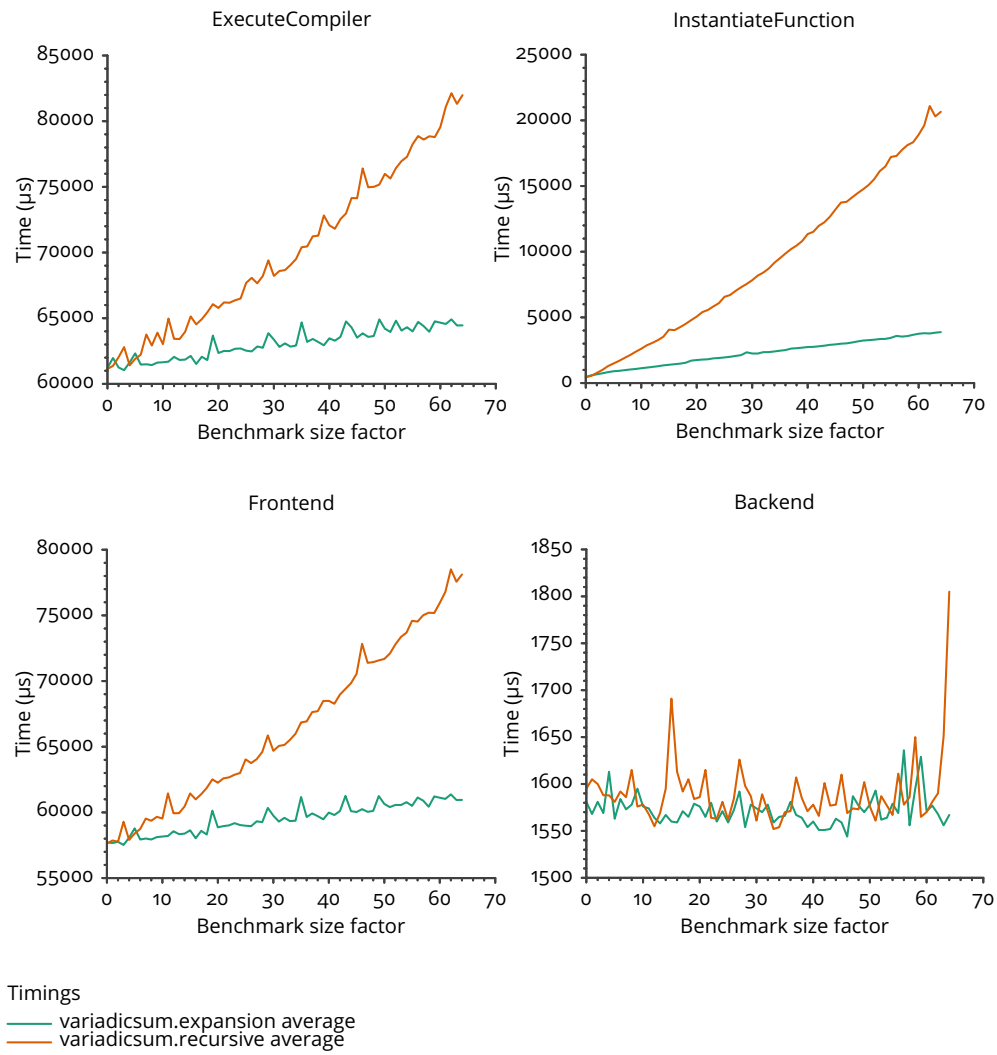 ExecuteCompiler
85000
80000
75000
70000
65000
60000
Time (µs)
0 10 20 30 40 50 60 70
Benchmark size factor
InstantiateFunction
25000
20000
15000
10000
5000
0
Time (µs)
0 10 20 30 40 50 60 70
Benchmark size factor
Frontend
80000
75000
70000
65000
60000
55000
Time (µs)
0 10 20 30 40 50 60 70
Benchmark size factor
Backend
1850
1800
1750
1700
1650
1600
1550
1500
Time (µs)
0 10 20 30 40 50 60 70
Benchmark size factor
Timings
variadicsum.expansion average
variadicsum.recursive average